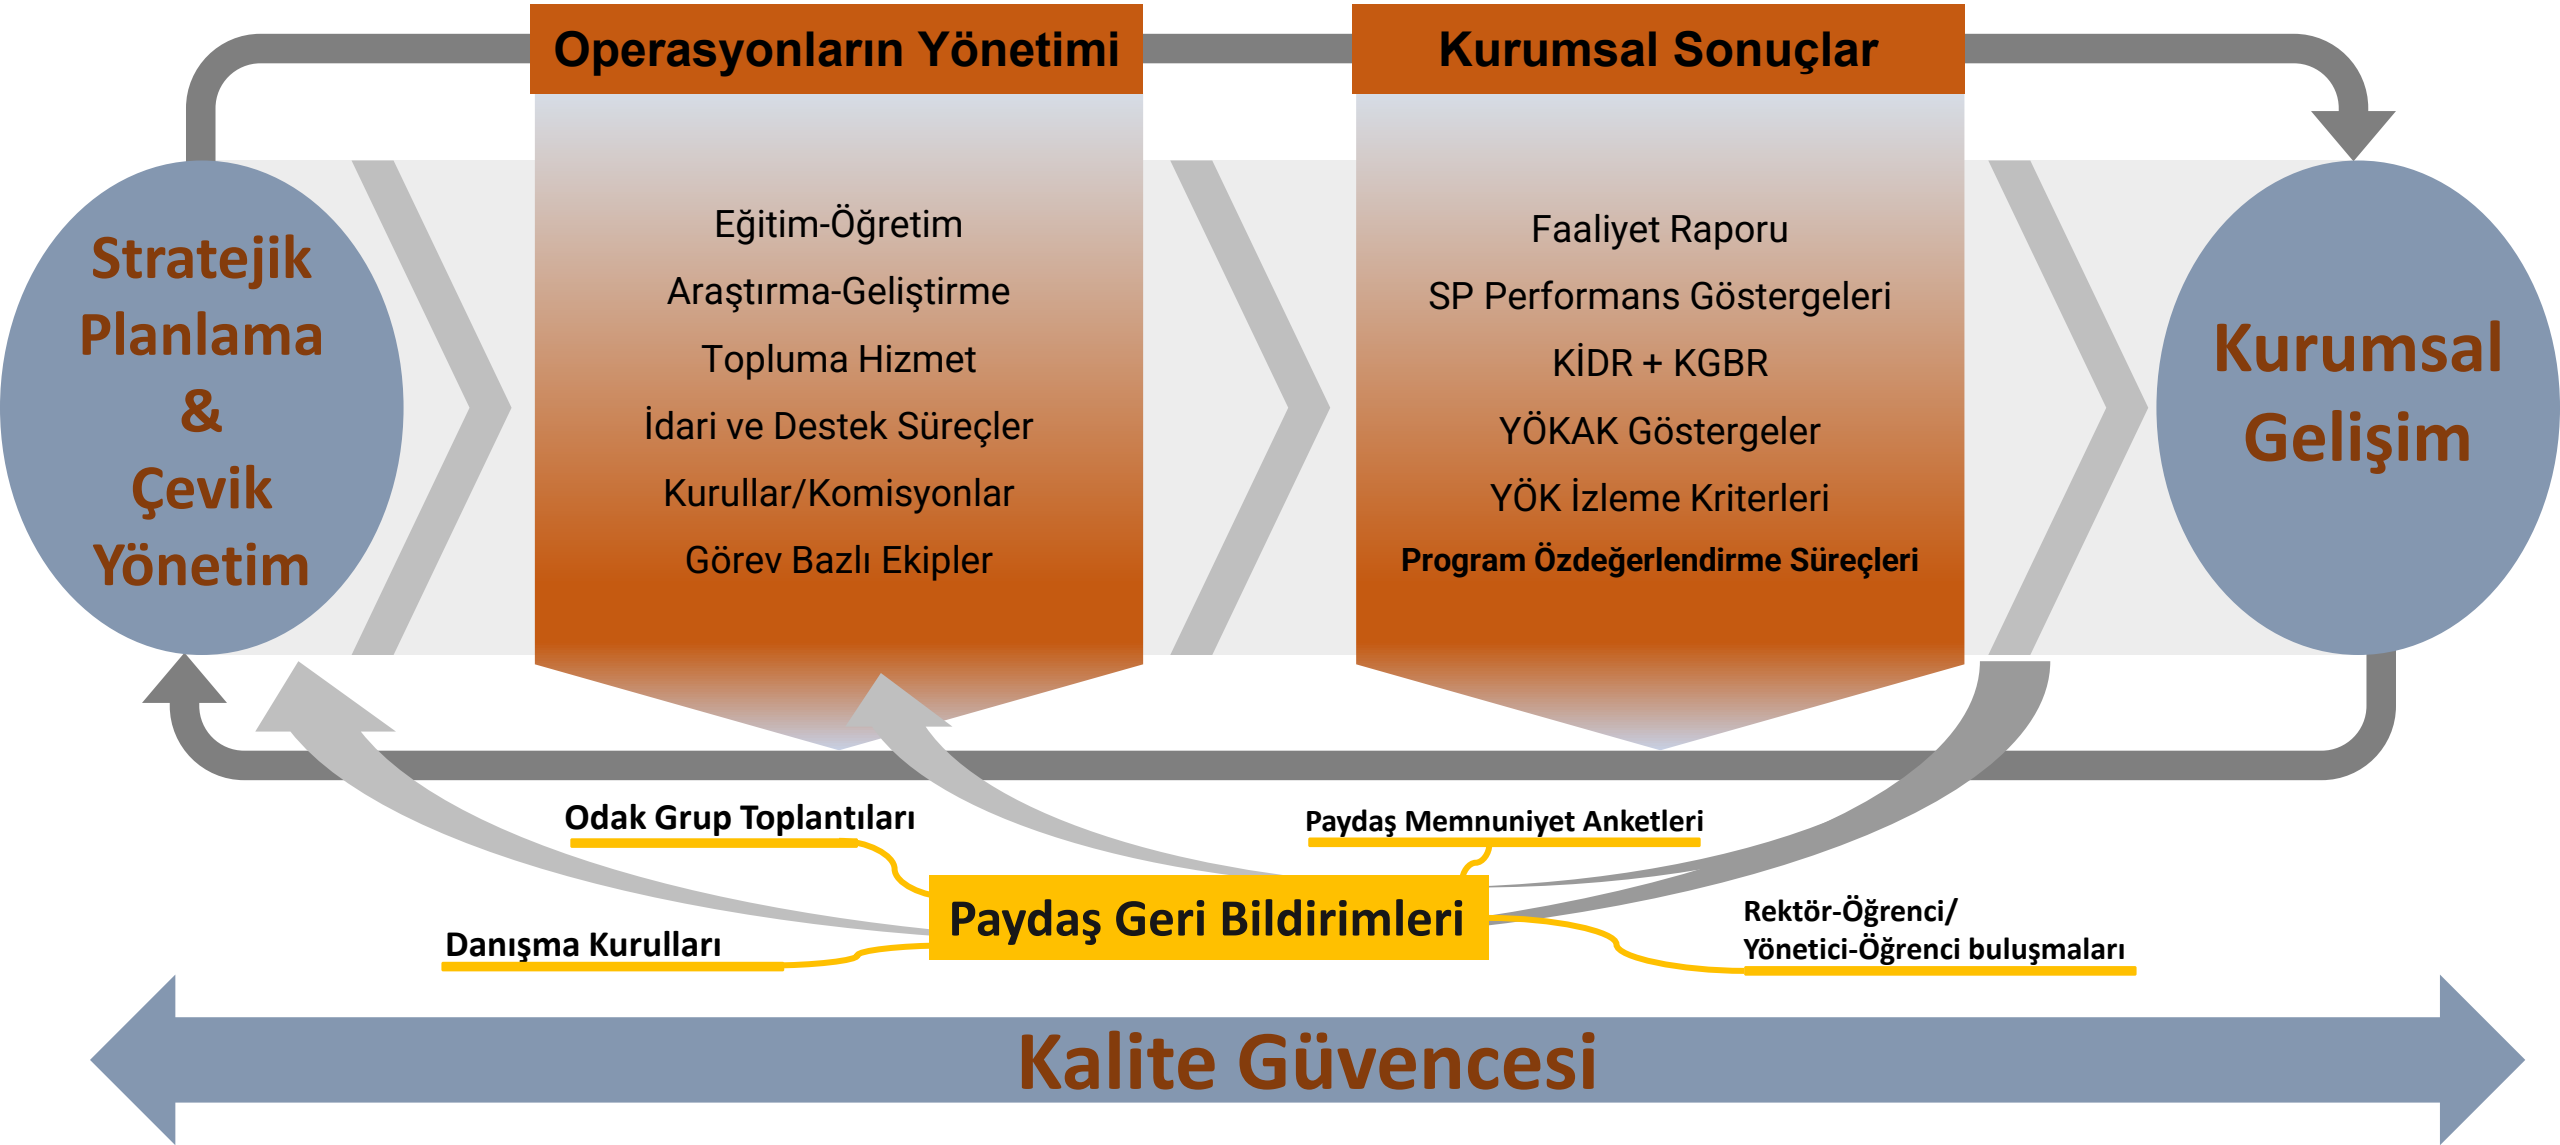 Operasyonların Yönetimi
Kurumsal Sonuçlar
Stratejik
Planlama
&
Çevik
Yönetim
Eğitim-Öğretim
Araştırma-Geliştirme
Topluma Hizmet
İdari ve Destek Süreçler
Kurullar/Komisyonlar
Görev Bazlı Ekipler
Faaliyet Raporu
SP Performans Göstergeleri
KİDR + KGBR
YÖKAK Göstergeler
YÖK İzleme Kriterleri
Program Özdeğerlendirme Süreçleri
Kurumsal
Gelişim
Odak Grup Toplantıları
Paydaş Memnuniyet Anketleri
Paydaş Geri Bildirimleri
Danışma Kurulları
Rektör-Öğrenci/
Yönetici-Öğrenci buluşmaları
Kalite Güvencesi